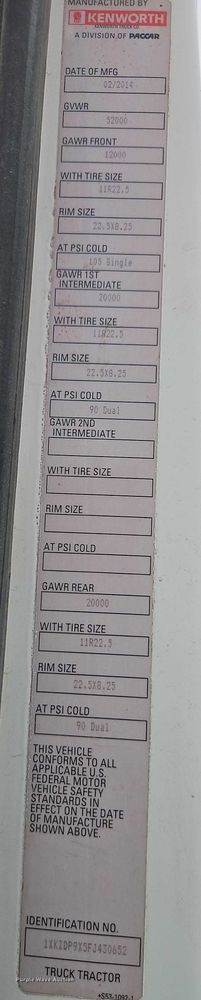 MANUFACTURED BY
KENWORTH
KENWORTH TRUCK CO.
A DIVISION OF PACCAR
DATE OF MFG
02/2014
GVWR
52000
GAWR FRONT
12000
WITH TIRE SIZE
11R22.5
RIM SIZE
22.5X8.25
AT PSI COLD
105 Single
GAWR 1ST
INTERMEDIATE
20000
WITH TIRE SIZE
11R22.5
RIM SIZE
22.5X8.25
AT PSI COLD
90 Dual
GAWR 2ND
INTERMEDIATE
WITH TIRE SIZE
RIM SIZE
AT PSI COLD
GAWR REAR
20000
WITH TIRE SIZE
11R22.5
RIM SIZE
22.5X8.25
AT PSI COLD
90 Dual
THIS VEHICLE
CONFORMS TO ALL
APPLICABLE U.S.
FEDERAL MOTOR
VEHICLE SAFETY
STANDARDS IN
EFFECT ON THE DATE
OF MANUFACTURE
SHOWN ABOVE.
IDENTIFICATION NO.
1XKIDP9X5FJ430652
Purple Wave Auction
TRUCK TRACTOR